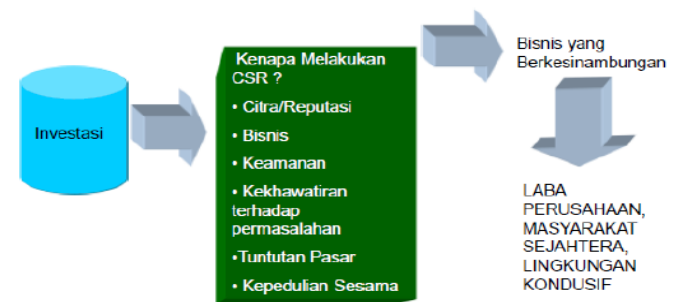 Investasi
Kenapa Melakukan
CSR ?
• Citra/Reputasi
• Bisnis
• Keamanan
• Kekhawatiran
terhadap
permasalahan
•Tuntutan Pasar
• Kepedulian Sesama
Bisnis yang
Berkesinambungan
LABA
PERUSAHAAN,
MASYARAKAT
SEJAHTERA,
LINGKUNGAN
KONDUSIF